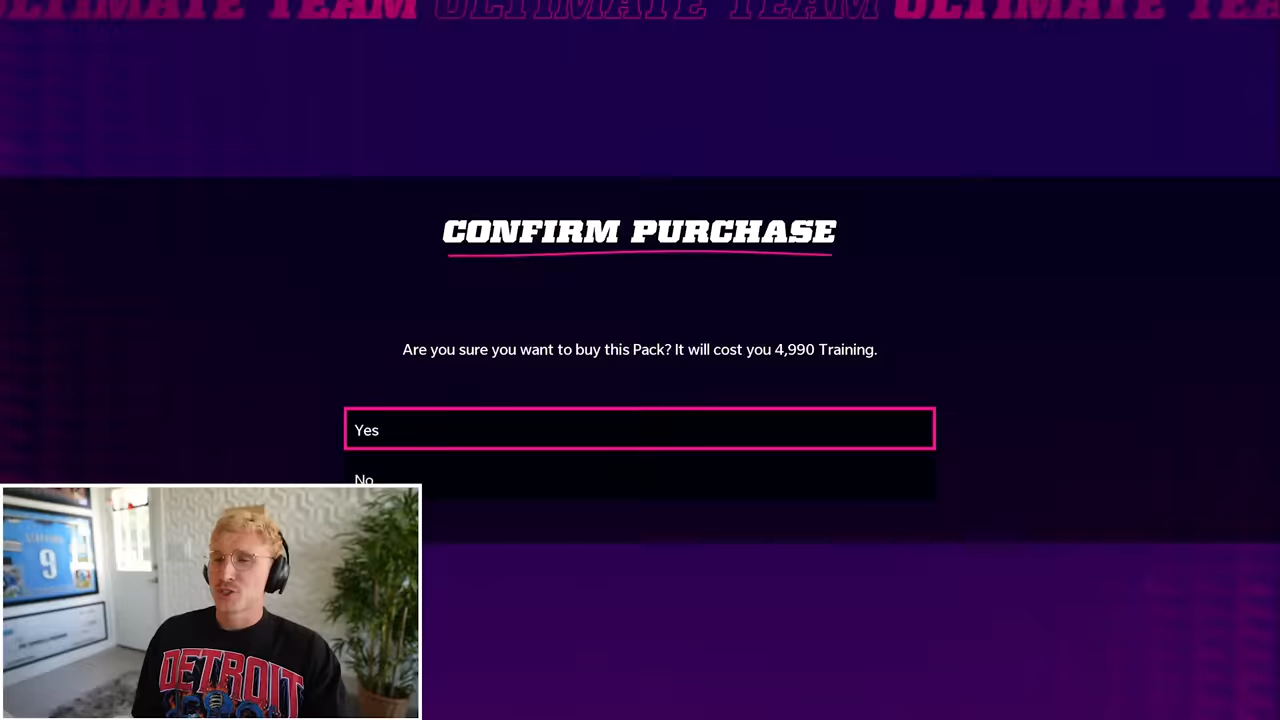 ULTIMATE TEAM ULTIMATE TEAM ULTIMATE TEA
CONFIRM PURCHASE
Are you sure you want to buy this Pack? It will cost you 4,990 Training.
Yes
No
9
DETROIT